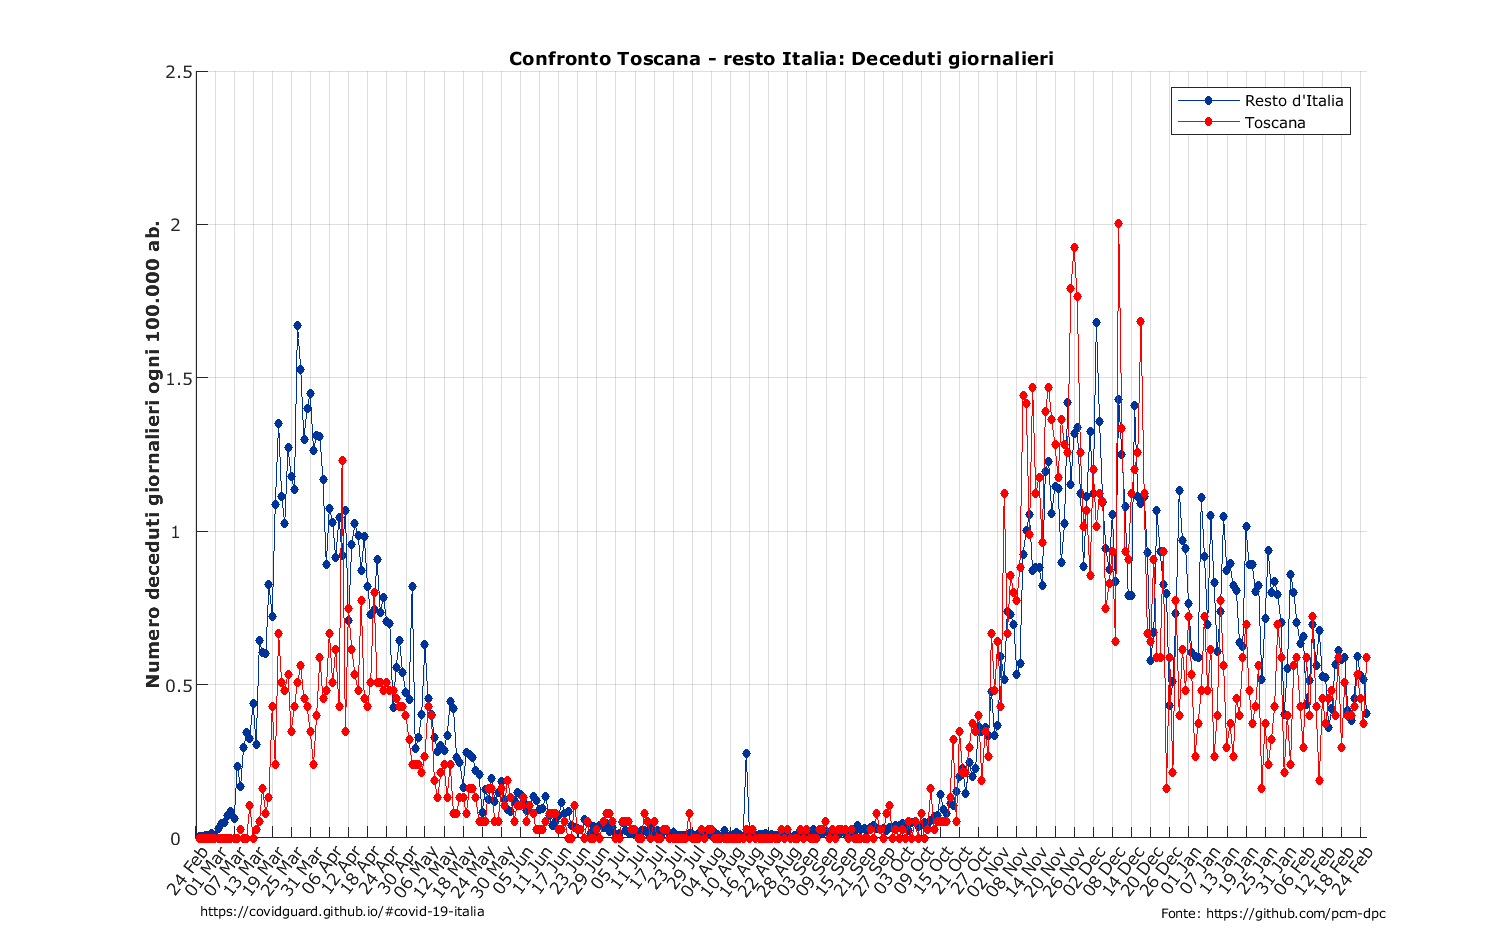 Confronto Toscana - resto Italia: Deceduti giornalieri
Resto d'Italia
Toscana
Numero deceduti giornalieri ogni 100.000 ab.
2.5
2
1.5
1
0.5
0
24 Feb
01 Mar
07 Mar
13 Mar
19 Mar
25 Mar
31 Mar
06 Apr
12 Apr
18 Apr
24 Apr
30 Apr
06 May
12 May
18 May
24 May
30 May
05 Jun
11 Jun
17 Jun
23 Jun
29 Jun
05 Jul
11 Jul
17 Jul
23 Jul
29 Jul
04 Aug
10 Aug
16 Aug
22 Aug
28 Aug
03 Sep
09 Sep
15 Sep
21 Sep
27 Sep
03 Oct
09 Oct
15 Oct
21 Oct
27 Oct
02 Nov
08 Nov
14 Nov
20 Nov
26 Nov
02 Dec
08 Dec
14 Dec
20 Dec
26 Dec
01 Jan
07 Jan
13 Jan
19 Jan
25 Jan
31 Jan
06 Feb
12 Feb
18 Feb
24 Feb
https://covidguard.github.io/#covid-19-italia
Fonte: https://github.com/pcm-dpc